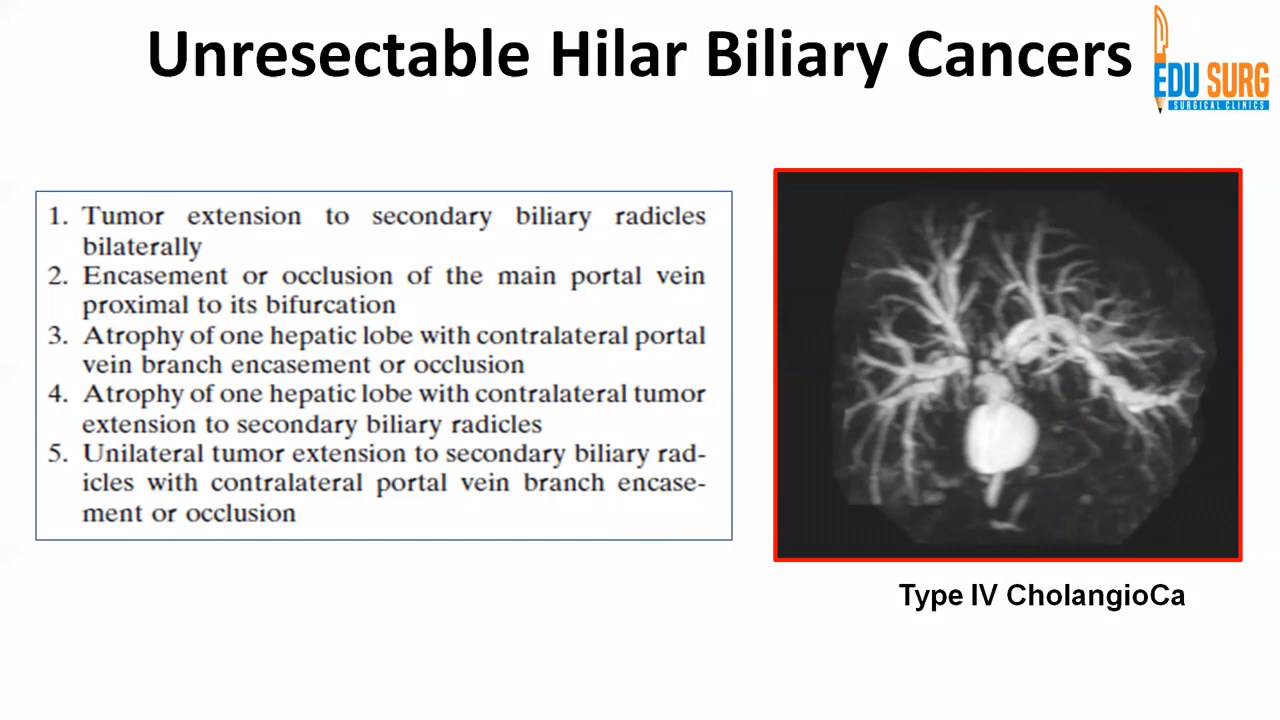 Unresectable Hilar Biliary Cancers
EDU SURG
SURGICAL CLINICS
1. Tumor extension to secondary biliary radicles
bilaterally
2. Encasement or occlusion of the main portal vein
proximal to its bifurcation
3. Atrophy of one hepatic lobe with contralateral portal
vein branch encasement or occlusion
4. Atrophy of one hepatic lobe with contralateral tumor
extension to secondary biliary radicles
5. Unilateral tumor extension to secondary biliary rad-
icles with contralateral portal vein branch encase-
ment or occlusion
Type IV CholangioCa